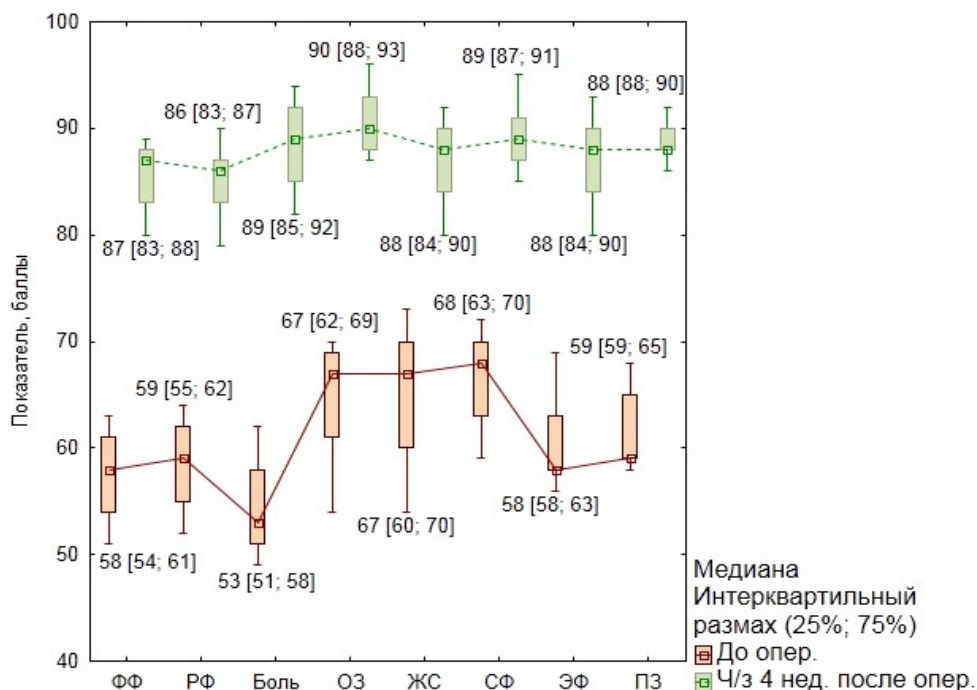 100
90 [88; 93]
89 [87; 91]
88 [88; 90]
86 [83; 87]
90
87 [83; 88]
89 [85; 92]
88 [84; 90]
88 [84; 90]
80
Показатель, баллы
70
67 [62; 69]
68 [63; 70]
59 [59; 65]
59 [55; 62]
60
58 [54; 61]
53 [51; 58]
67 [60; 70]
58 [58; 63]
50
40
ФФ РФ Боль ОЗ ЖС СФ ЭФ ПЗ
Медиана
Интерквартильный
размах (25%; 75%)
До опер.
Ч/з 4 нед. после опер.